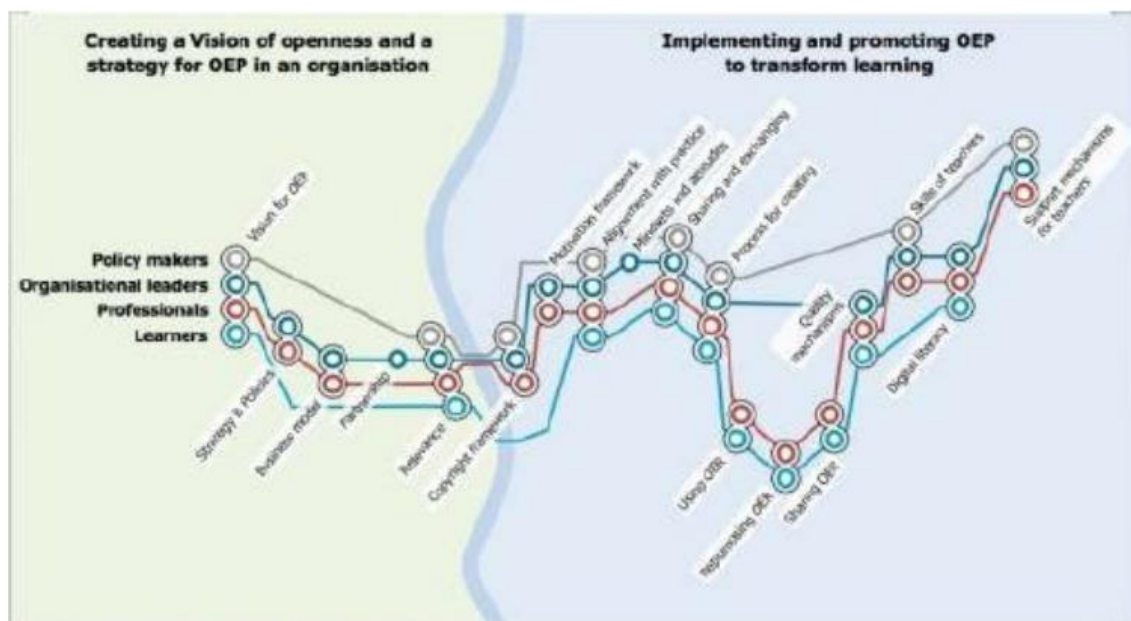 Creating a Vision of openness and a
strategy for OEP in an organisation
Implementing and promoting OEP
to transform learning
Policy makers
Organisational leaders
Professionals
Learners
Vision for OEP
Strategy & Policies
Business model
Partnership
Relevance
Copyright framework
Motivation framework
Alignment with practice
Mindsets and attitudes
Sharing and exchanging
Process for creating
Using OER
Repurposing OER
Sharing OER
Quality
mechanisms
Skills of teachers
Digital literacy
Support mechanisms
for teachers